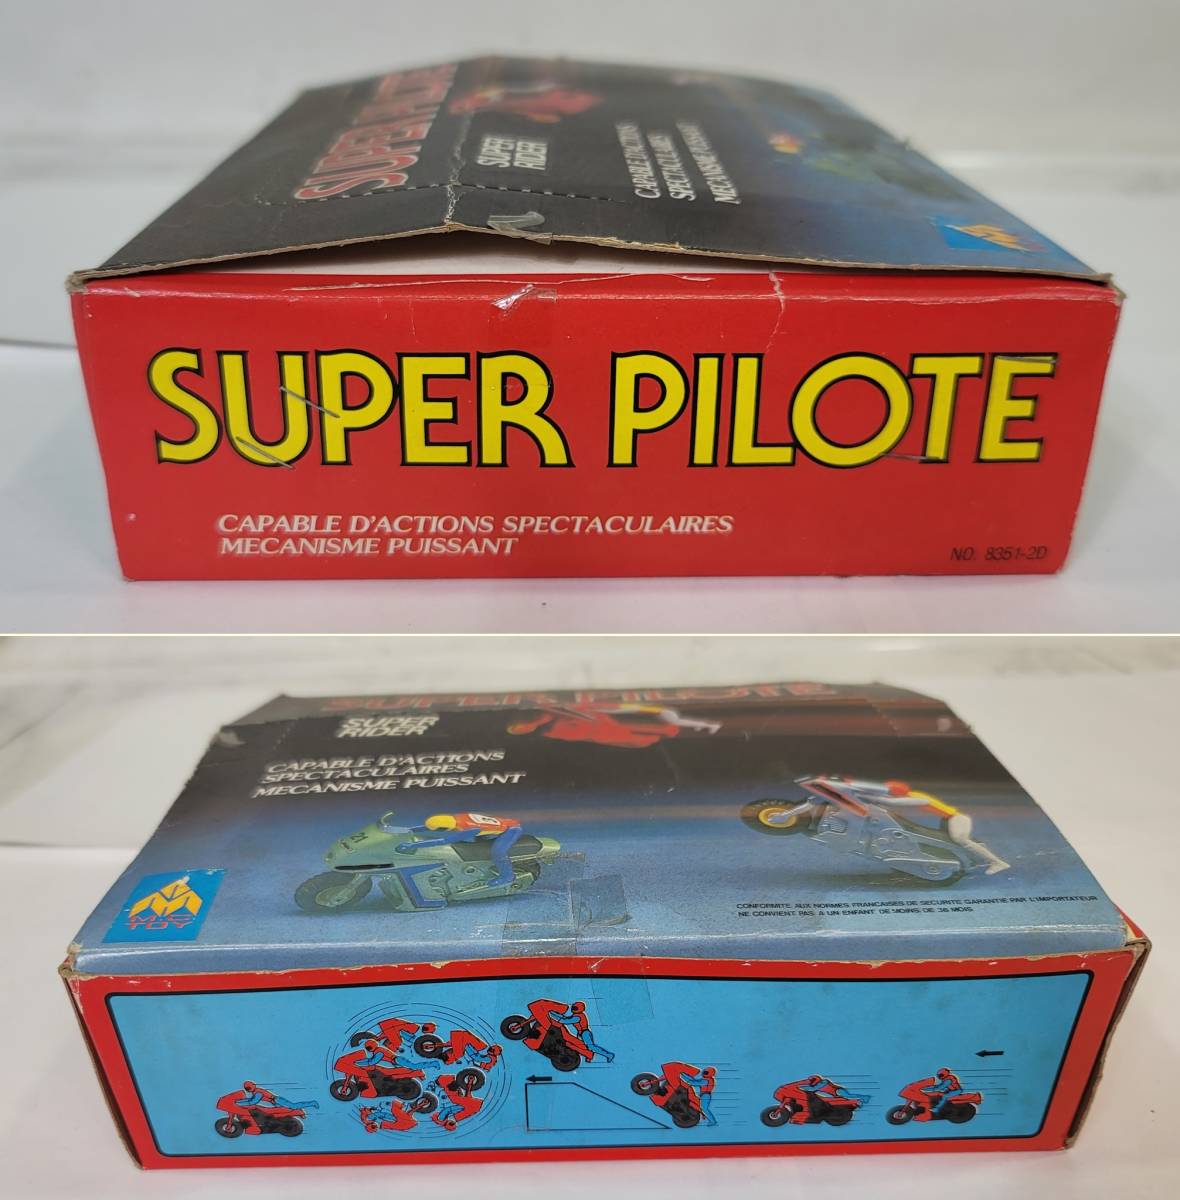 SUPER PILOTE
SUPER
RIDER
CAPABLE D'ACTIONS
SPECTACULAIRES
MECANISME PUISSANT
SUPER PILOTE
CAPABLE D'ACTIONS SPECTACULAIRES
MECANISME PUISSANT
NO. 8351-2D
SUPER PILOTE
SUPER
RIDER
CAPABLE D'ACTIONS
SPECTACULAIRES
MECANISME PUISSANT
21
6
M.C.
TOY
CONFORMITE AUX NORMES FRANCAISES DE SECURITE GARANTIE PAR L'IMPORTATEUR
NE CONVIENT PAS A UN ENFANT DE MOINS DE 36 MOIS